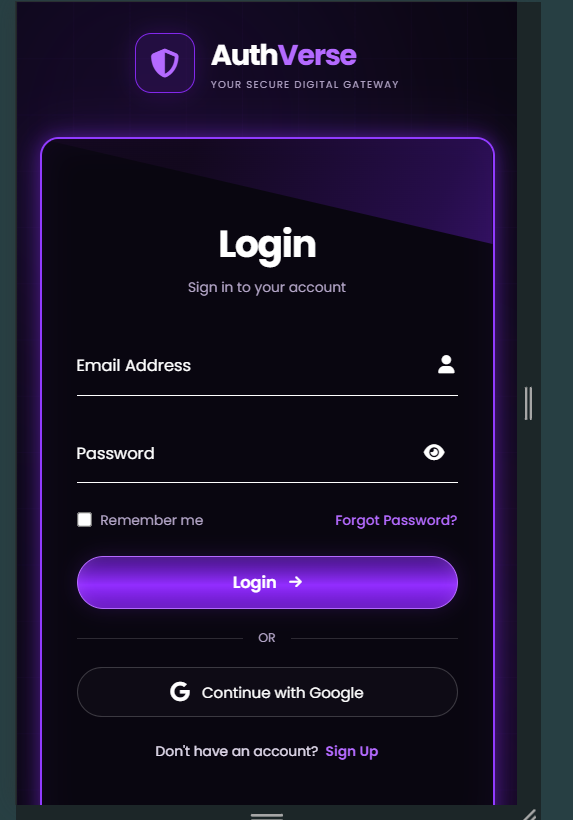 AuthVerse
YOUR SECURE DIGITAL GATEWAY
Login
Sign in to your account
Email Address
Password
Remember me
Forgot Password?
Login →
OR
G Continue with Google
Don't have an account? Sign Up